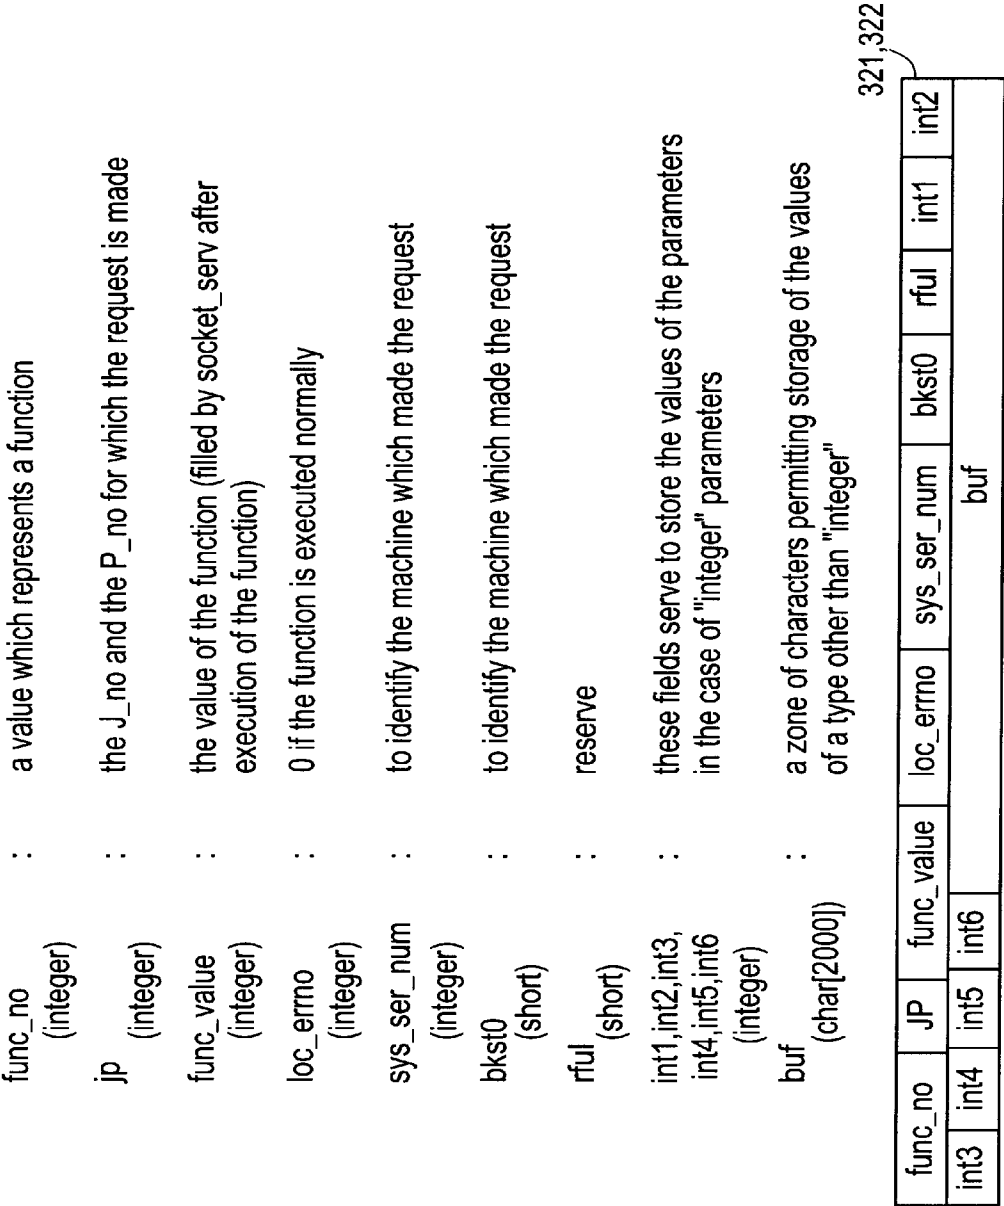 func_no : a value which represents a function
(integer)
jp : the J_no and the P_no for which the request is made
(integer)
func_value : the value of the function (filled by socket_serv after
(integer) execution of the function)
loc_errno : 0 if the function is executed normally
(integer)
sys_ser_num : to identify the machine which made the request
(integer)
bkst0 : to identify the machine which made the request
(short)
rful : reserve
(short)
int1,int2,int3, : these fields serve to store the values of the parameters
int4,int5,int6 in the case of "integer" parameters
(integer)
buf : a zone of characters permitting storage of the values
(char[2000]) of a type other than "integer"
321,322
func_no JP func_value loc_errno sys_ser_num bkst0 rful int1 int2
int3 int4 int5 int6 buf